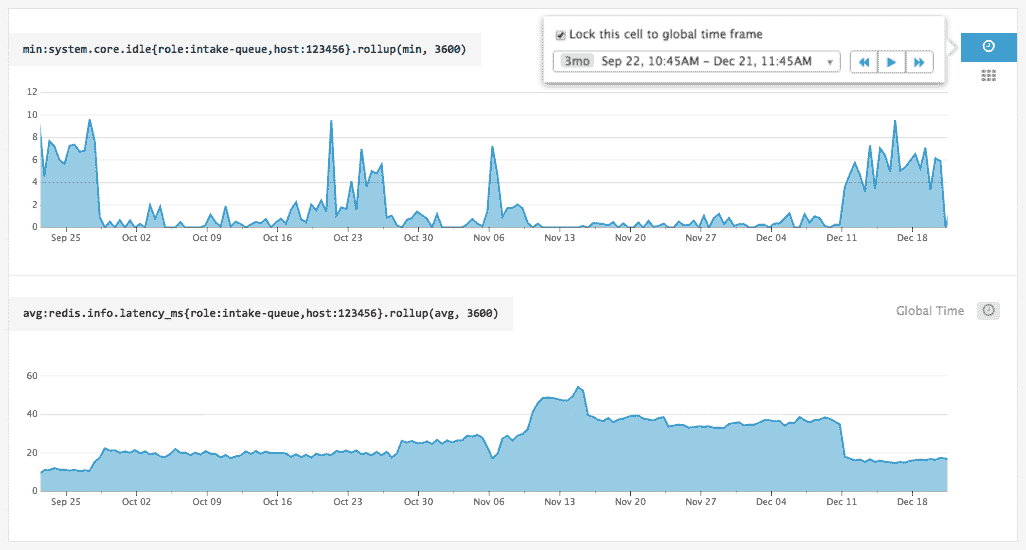 Lock this cell to global time frame
3mo Sep 22, 10:45AM – Dec 21, 11:45AM
min:system.core.idle{role:intake-queue,host:123456}.rollup(min, 3600)
12
10
8
6
4
2
0
Sep 25 Oct 02 Oct 09 Oct 16 Oct 23 Oct 30 Nov 06 Nov 13 Nov 20 Nov 27 Dec 04 Dec 11 Dec 18
avg:redis.info.latency_ms{role:intake-queue,host:123456}.rollup(avg, 3600)
Global Time
60
40
20
0
Sep 25 Oct 02 Oct 09 Oct 16 Oct 23 Oct 30 Nov 06 Nov 13 Nov 20 Nov 27 Dec 04 Dec 11 Dec 18